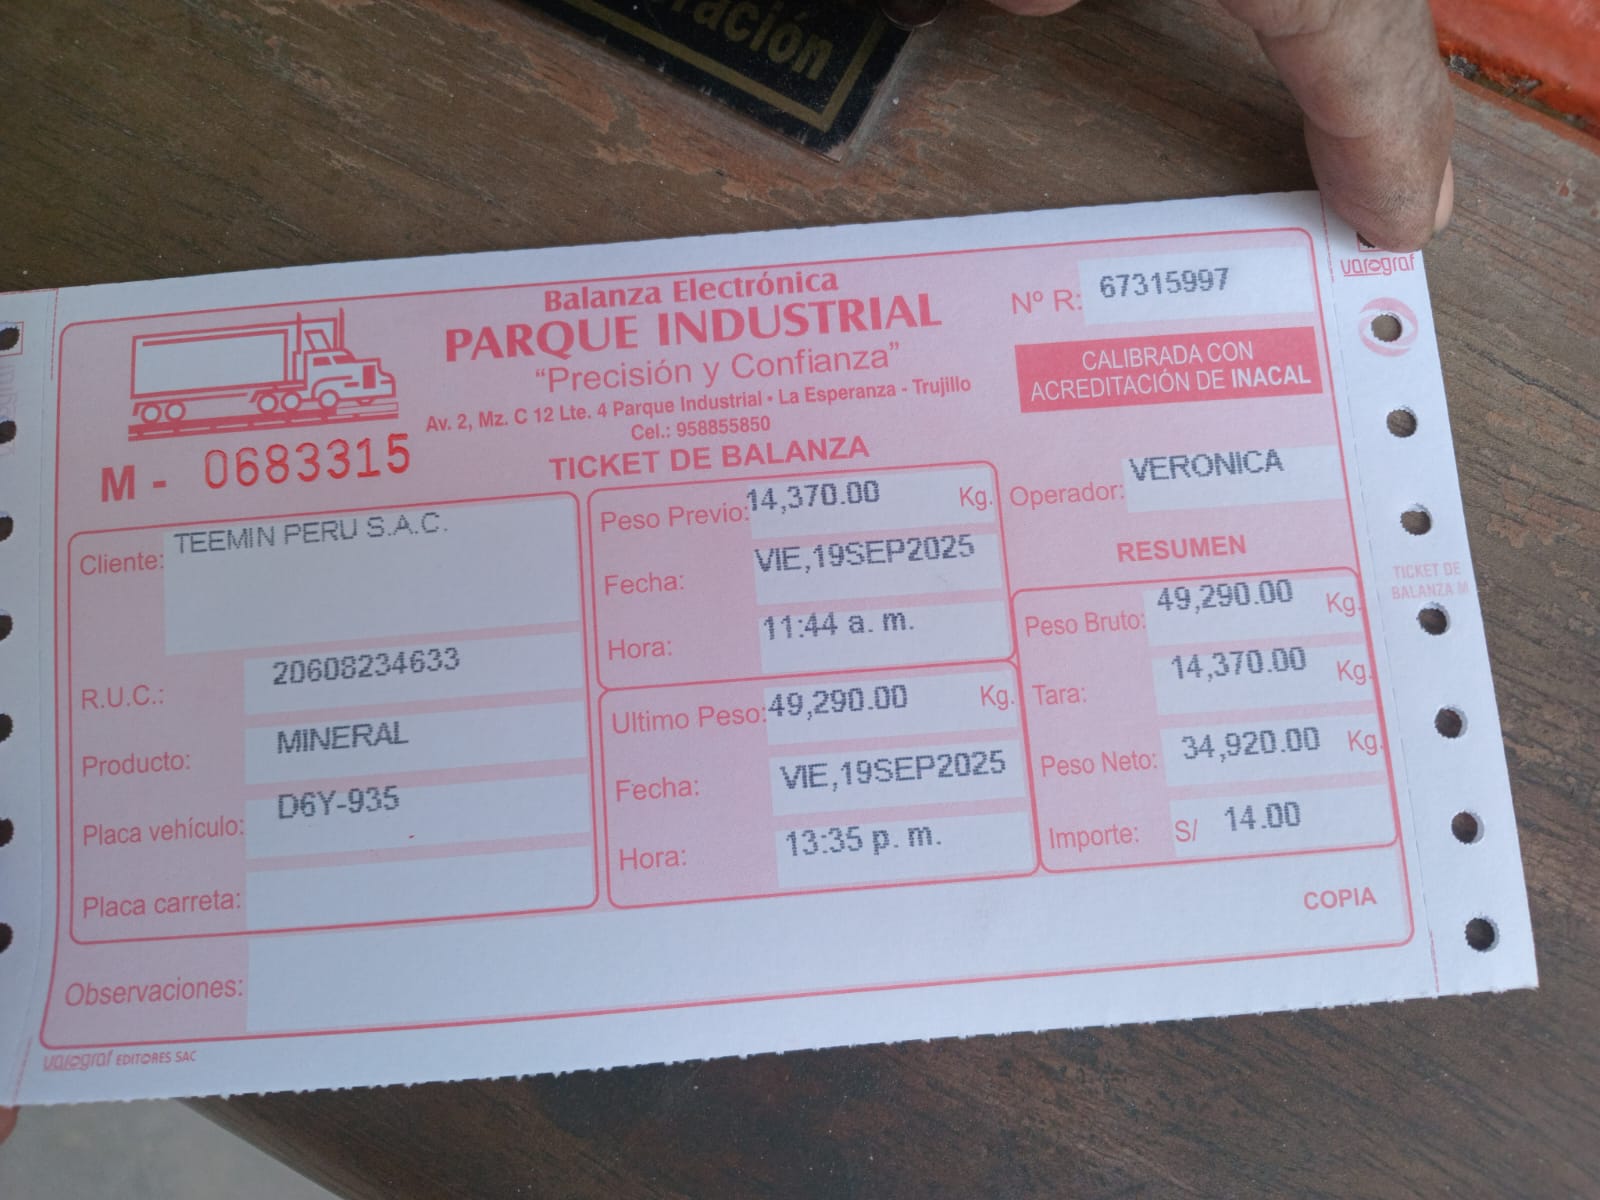 ración
Balanza Electrónica
PARQUE INDUSTRIAL
“Precisión y Confianza”
Av. 2, Mz. C 12 Lte. 4 Parque Industrial • La Esperanza - Trujillo
Cel.: 958855850
Nº R: 67315997
CALIBRADA CON
ACREDITACIÓN DE INACAL
varograf
M - 0683315
TICKET DE BALANZA
Operador: VERONICA
Cliente: TEEMIN PERU S.A.C.
R.U.C.: 20608234633
Producto: MINERAL
Placa vehículo: D6Y-935
Placa carreta:
Peso Previo: 14,370.00 Kg.
Fecha: VIE,19SEP2025
Hora: 11:44 a. m.
Ultimo Peso: 49,290.00 Kg.
Fecha: VIE,19SEP2025
Hora: 13:35 p. m.
RESUMEN
Peso Bruto: 49,290.00 Kg.
Tara: 14,370.00 Kg.
Peso Neto: 34,920.00 Kg.
Importe: S/ 14.00
COPIA
Observaciones:
varograf EDITORES SAC
TICKET DE
BALANZA M